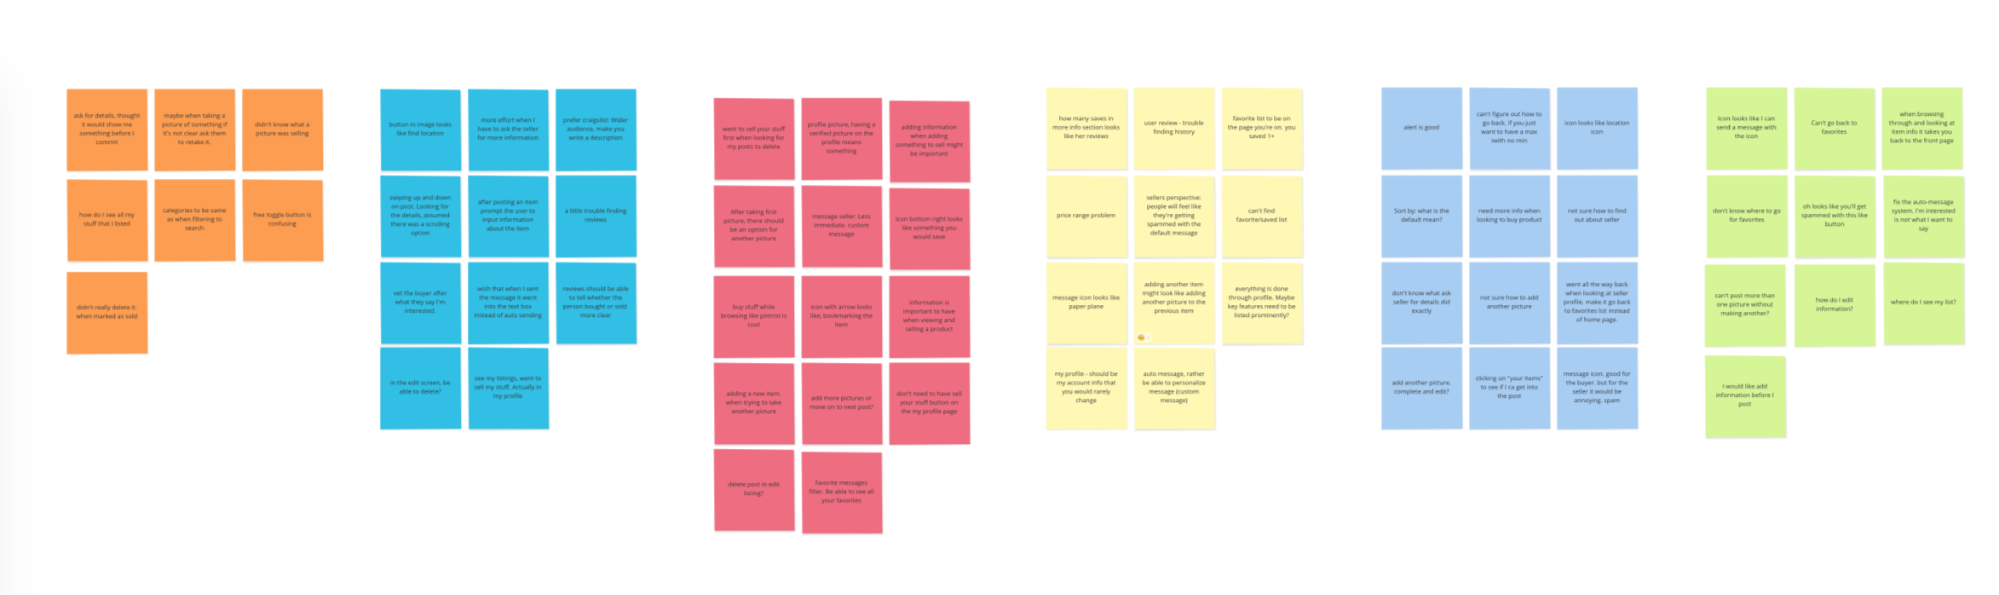 ask for details, thought
it would show me
something before I
commit
maybe when taking a
picture of something if
it's not clear ask them
to retake it.
didn't know what a
picture was selling
how do I see all my
stuff that I listed
categories to be same
as when filtering to
search
free toggle button is
confusing
didn't really delete it.
when marked as sold
button in image looks
like find location
more effort when I
have to ask the seller
for more information
prefer craigslist: Wider
audience, make you
write a description
swiping up and down
on post. Looking for
the details, assumed
there was a scrolling
option
after posting an item
prompt the user to
input information
about the item
a little trouble finding
reviews
vet the buyer after
what they say I'm
interested.
wish that when I sent
the message it went
into the text box
instead of auto sending
reviews should be able
to tell whether the
person bought or sold
more clear
in the edit screen, be
able to delete?
see my listings, went to
sell my stuff. Actually in
my profile
went to sell your stuff
first when looking for
my posts to delete
profile picture, having a
verified picture on the
profile means
something
adding information
when adding
something to sell might
be important
After taking first
picture, there should
be an option for
another picture
message seller: Less
immediate. custom
message
icon bottom right looks
like something you
would save
buy stuff while
browsing like pintrist is
cool
icon with arrow looks
like, bookmarking the
item
information is
important to have
when viewing and
selling a product
adding a new item.
when trying to take
another picture
add more pictures or
move on to next post?
don't need to have sell
your stuff button on
the my profile page
delete post in edit
listing?
favorite messages
filter. Be able to see all
your favorites
how many saves in
more info section looks
like her reviews
user review - trouble
finding history
favorite list to be on
the page you're on. you
saved 1+
price range problem
sellers perspective:
people will feel like
they're getting
spammed with the
default message
can't find
favorite/saved list
message icon looks like
paper plane
adding another item
might look like adding
another picture to the
previous item
everything is done
through profile. Maybe
key features need to be
listed prominently?
my profile - should be
my account info that
you would rarely
change
auto message, rather
be able to personalize
message (custom
message)
alert is good
can't figure out how to
go back. if you just
want to have a max
(with no min
icon looks like location
icon
Sort by: what is the
default mean?
need more info when
looking to buy product
not sure how to find
out about seller
don't know what ask
seller for details did
exactly
not sure how to add
another picture
went all the way back
when looking at seller
profile. make it go back
to favorites list instead
of home page.
add another picture.
complete and edit?
clicking on "your items"
to see if I ca get into
the post
message icon. good for
the buyer. but for the
seller it would be
annoying. spam
icon looks like I can
send a message with
the icon
Can't go back to
favorites
when browsing
through and looking at
item info it takes you
back to the front page
don't know where to go
for favorites
oh looks like you'll get
spammed with this like
button
fix the auto-message
system, I'm interested
is not what I want to
say
can't post more than
one picture without
making another?
how do I edit
information?
where do I see my list?
I would like add
information before I
post